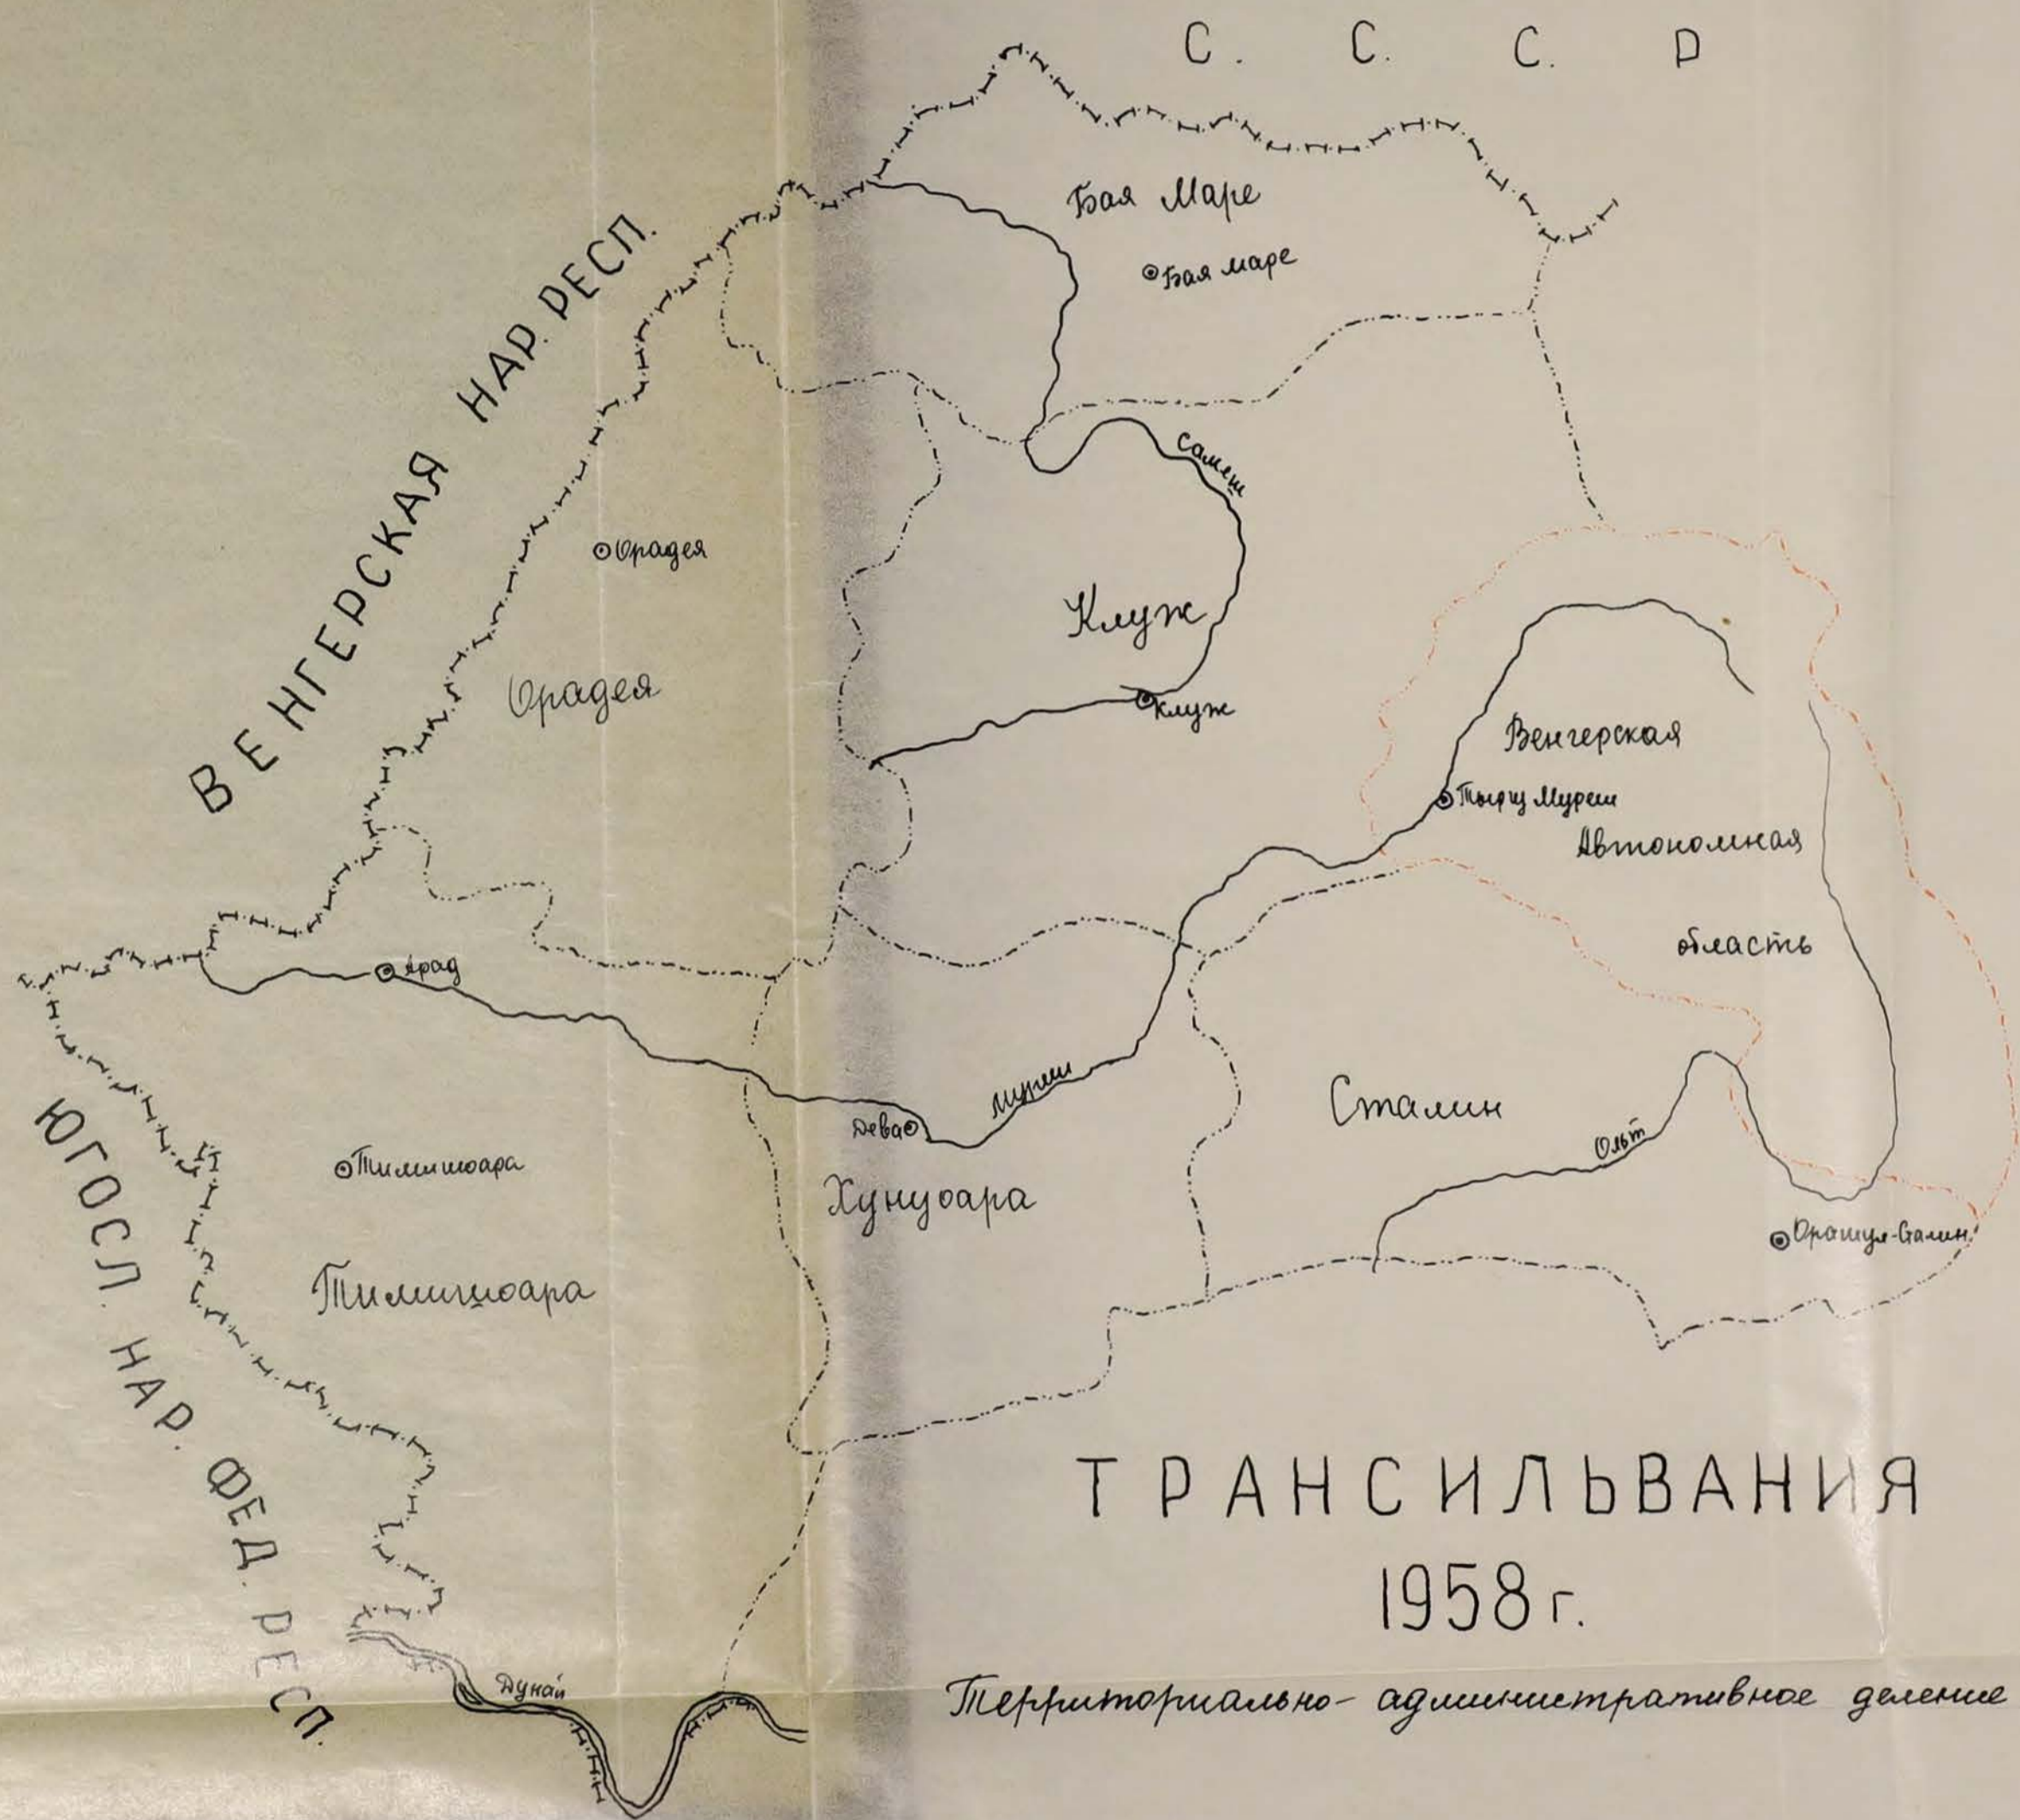 С. С. С. Р
Бая Маре
Бая маре
ВЕНГЕРСКАЯ НАР. РЕСП.
Самеш
Орадея
Клуж
Орадея
клуж
Венгерская
Тыргу Муреш
Автономная
область
Арад
муреш
Сталин
Дева
Ольт
ЮГОСЛ. НАР. ФЕД. РЕСП.
Тимишоара
Хунуоара
Орашул-Сталин
Тимишоара
ТРАНСИЛЬВАНИЯ
1958 г.
Дунай
Территориально- административное деление